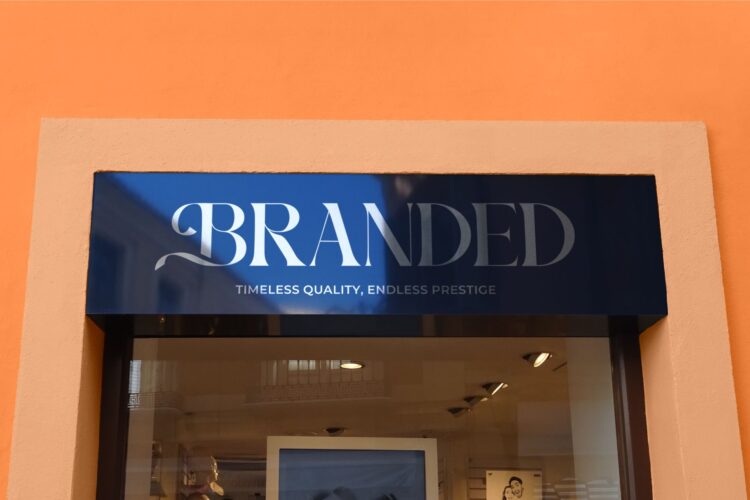 BRANDED
TIMELESS QUALITY, ENDLESS PRESTIGE